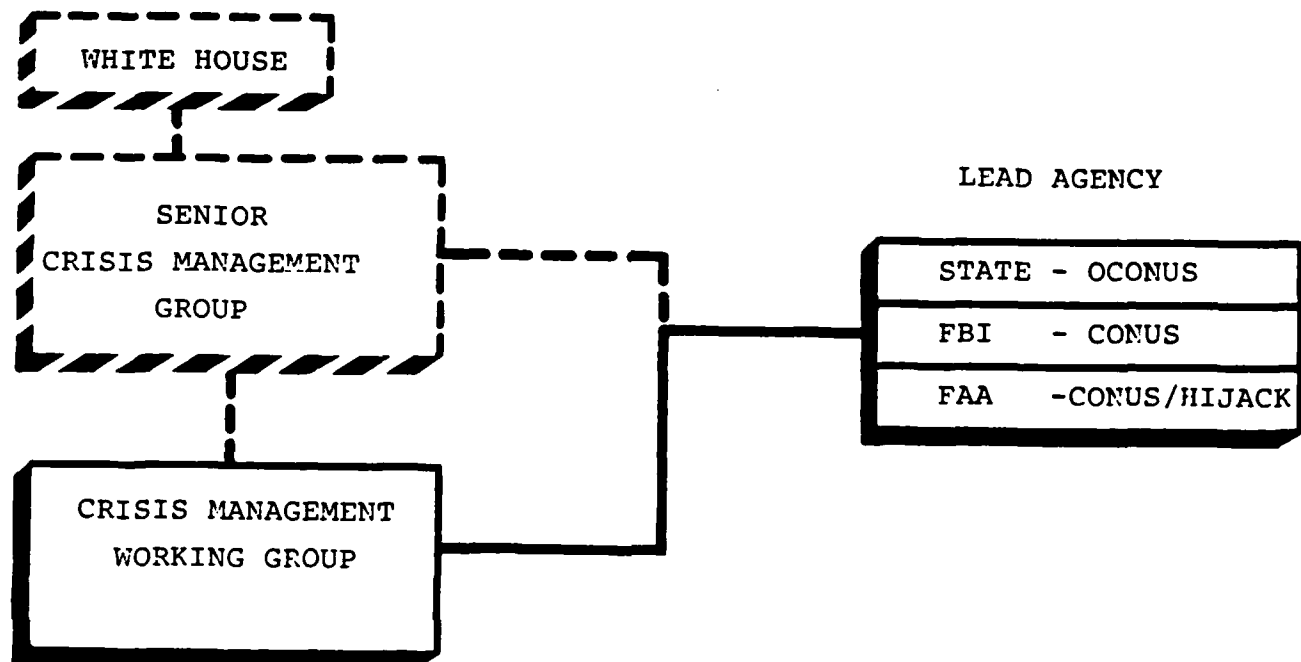 WHITE HOUSE
SENIOR
CRISIS MANAGEMENT
GROUP
CRISIS MANAGEMENT
WORKING GROUP
LEAD AGENCY
STATE - OCONUS
FBI - CONUS
FAA -CONUS/HIJACK